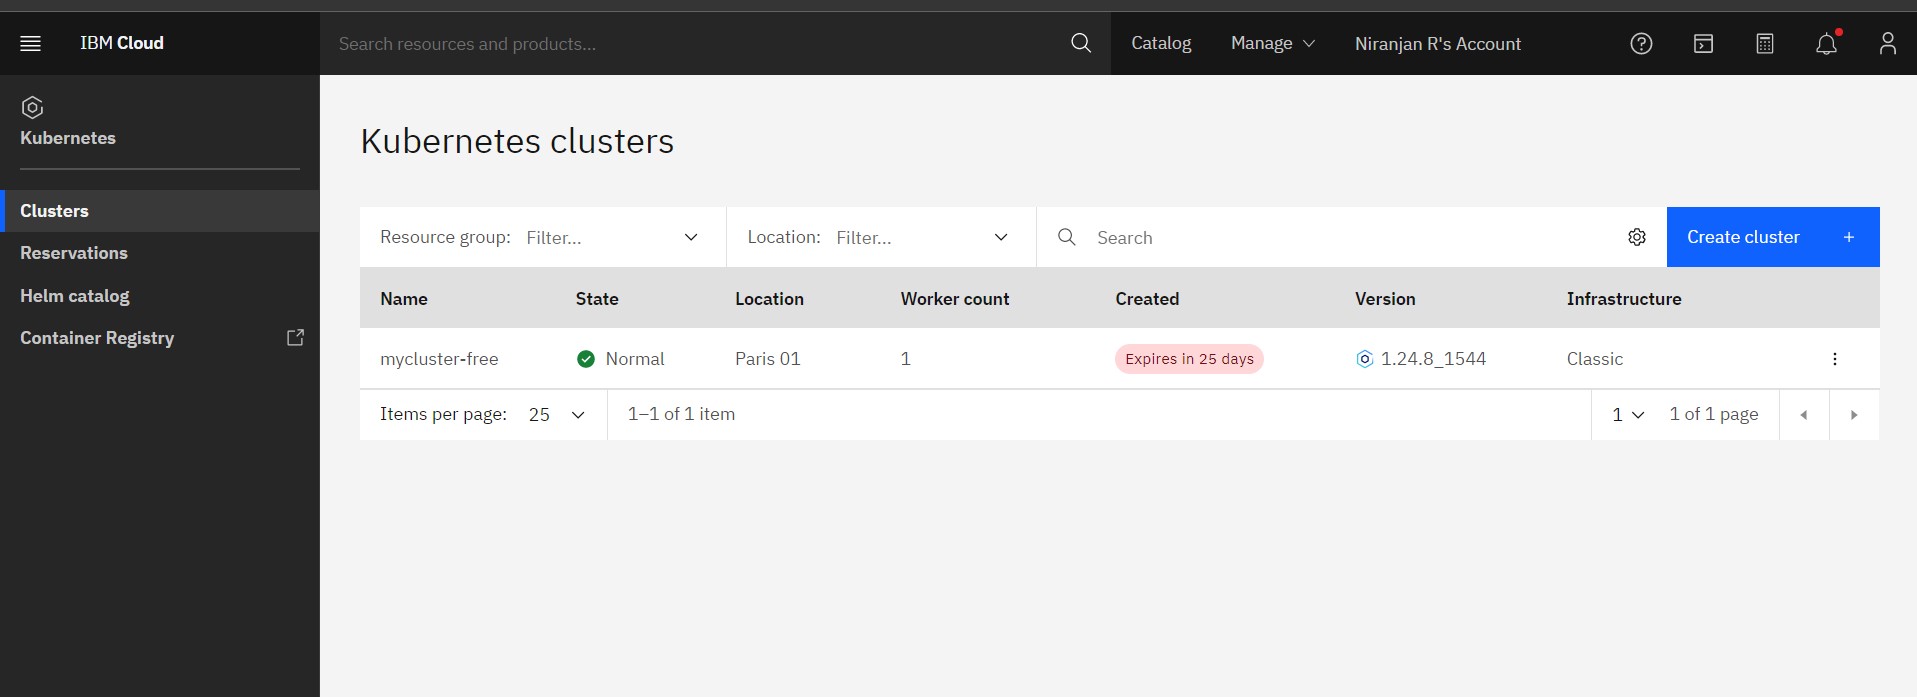 IBM Cloud
Search resources and products...
Catalog
Manage
Niranjan R's Account
Kubernetes
Clusters
Reservations
Helm catalog
Container Registry
Kubernetes clusters
Resource group: Filter...
Location: Filter...
Search
Create cluster +
Name State Location Worker count Created Version Infrastructure
mycluster-free Normal Paris 01 1 Expires in 25 days 1.24.8_1544 Classic
Items per page: 25 1–1 of 1 item 1 1 of 1 page